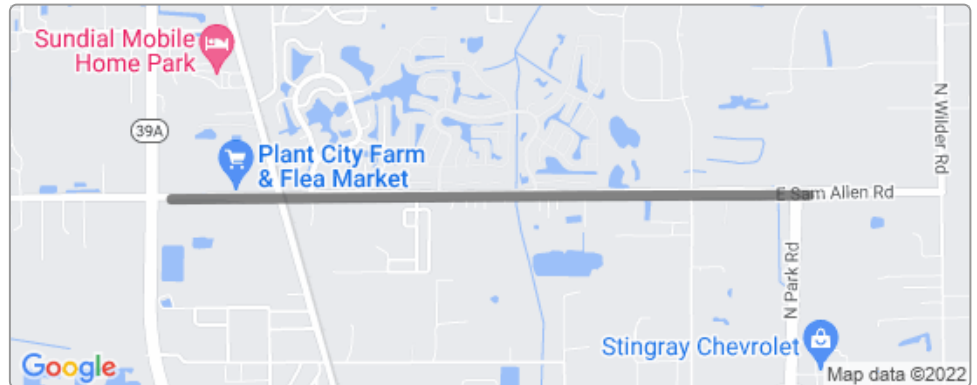 Sundial Mobile
Home Park
39A
Plant City Farm
& Flea Market
N Wilder Rd
E Sam Allen Rd
N Park Rd
Stingray Chevrolet
Google
Map data ©2022